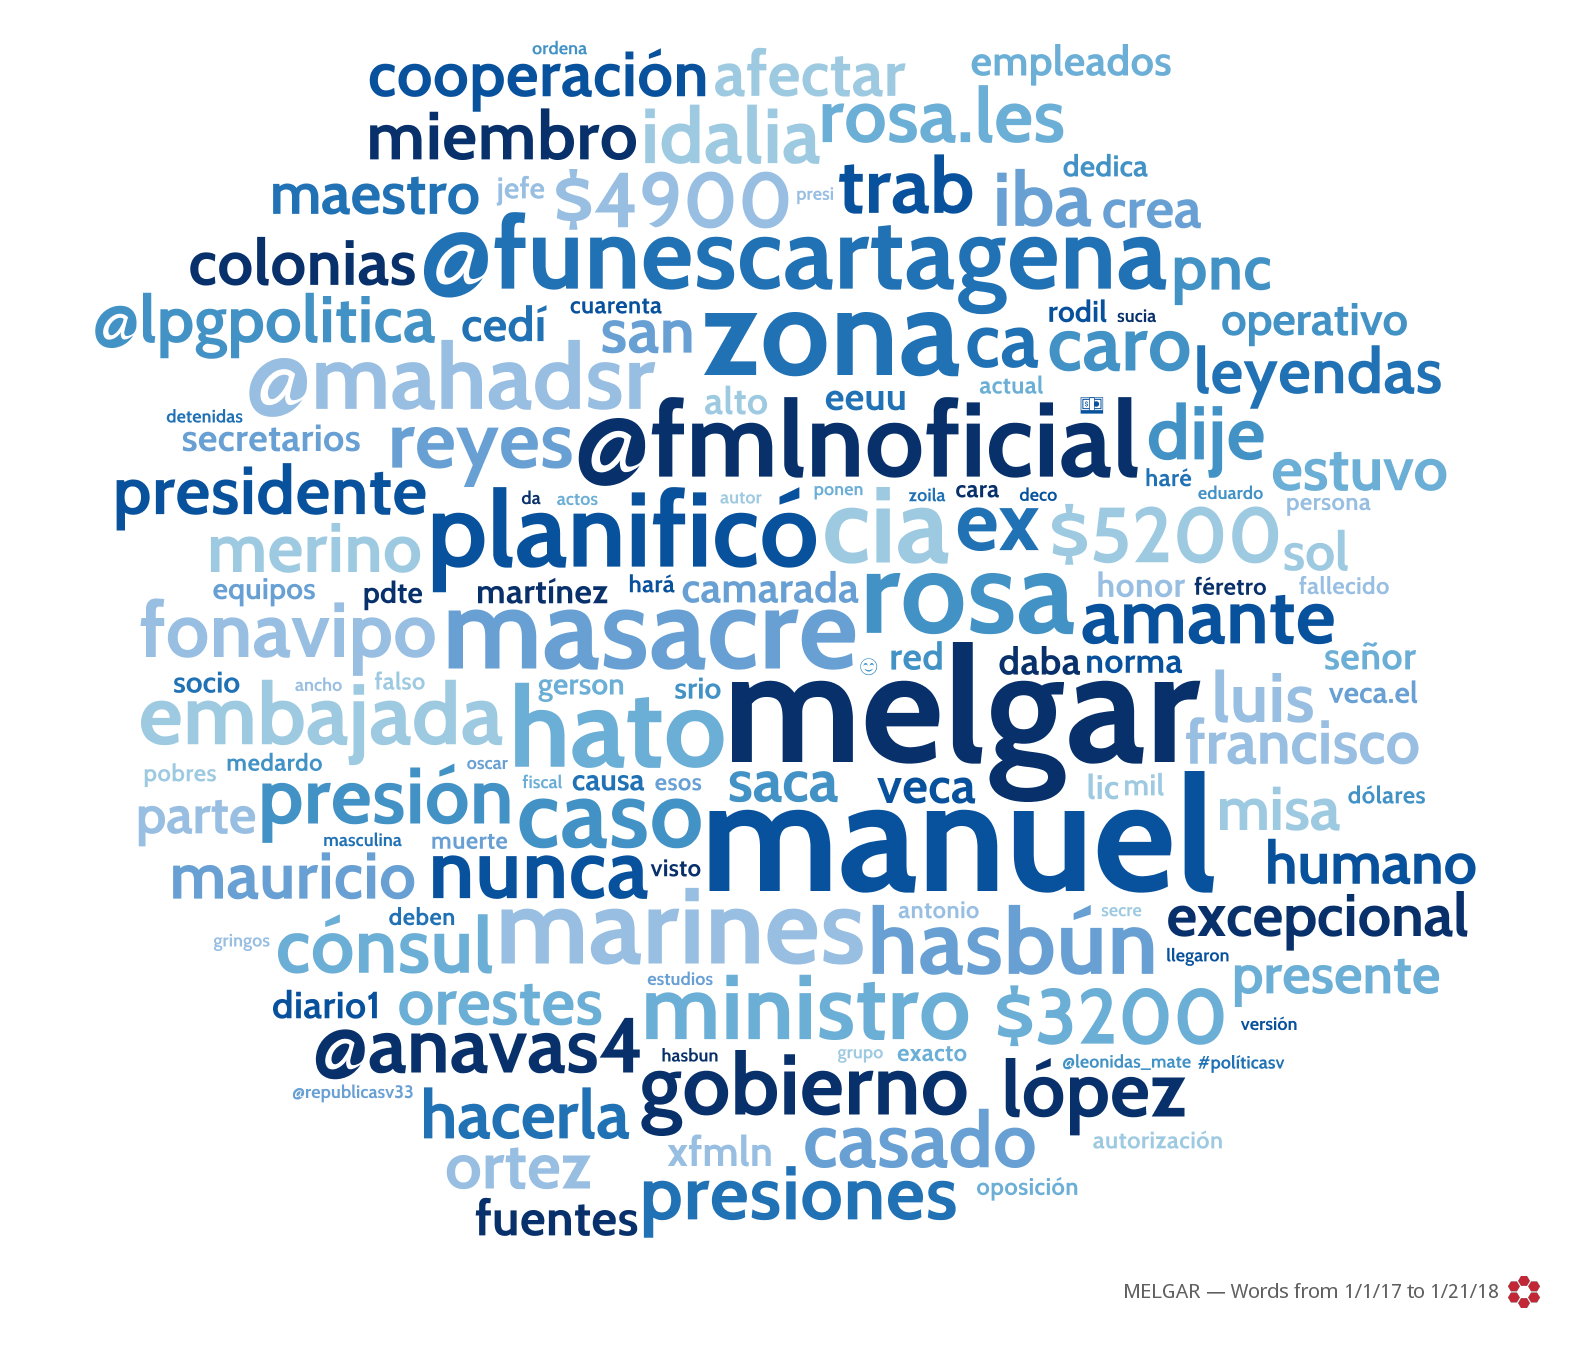 ordena
cooperación afectar empleados
miembro idalia rosa.les
maestro jefe $4900 presi trab iba dedica crea
colonias @funescartagena pnc
@lpgpolitica cedí cuarenta san zona ca rodil sucia caro operativo leyendas
@mahadsr alto eeuu actual
detenidas secretarios reyes @fmlnoficial dije estuvo
presidente da actos autor ponen zoila cara deco haré eduardo persona
merino planificó cia ex $5200 sol
equipos pdte martínez hará camarada rosa honor féretro fallecido
fonavipo masacre amante
red daba norma señor
socio ancho falso gerson srio melgar luis veca.el
embajada hato francisco
pobres medardo oscar fiscal causa esos saca veca lic mil dólares
parte presión caso misa
masculina muerte manuel
mauricio nunca visto humano
deben marines antonio secre excepcional
gringos cónsul hasbún llegaron
estudios presente
diario1 orestes ministro $3200 versión
@anavas4 hasbun grupo exacto @leonidas_mate #políticasv
@republicasv33 gobierno lópez
hacerla casado autorización
ortez xfmln
presiones oposición
fuentes
MELGAR — Words from 1/1/17 to 1/21/18